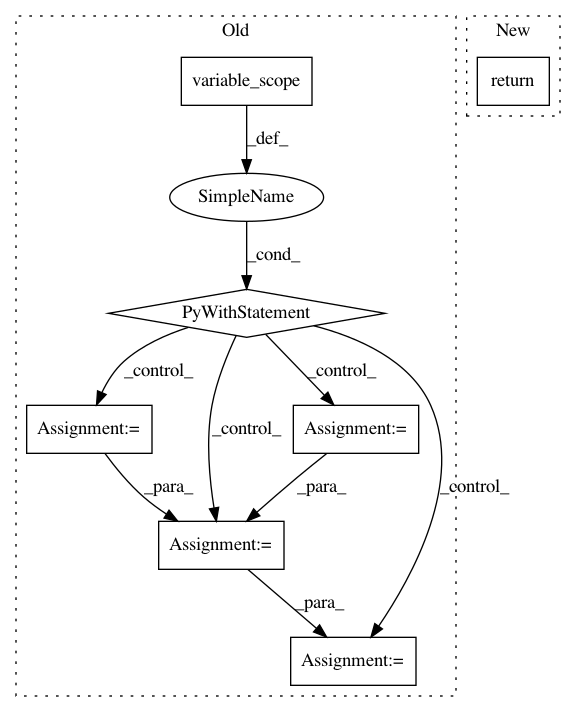 Old
New
variable_scope
return
_def_
SimpleName
_cond_
PyWithStatement
_control_
_control_
_control_
_control_
Assignment:=
Assignment:=
_para_
_para_
Assignment:=
_para_
Assignment:=